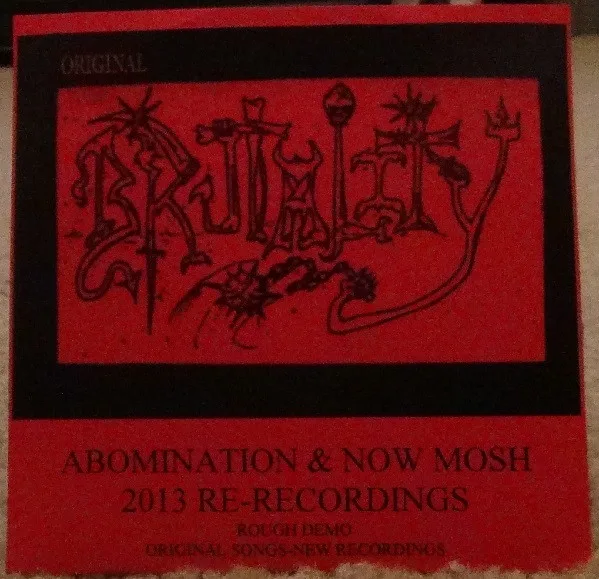 ORIGINAL
BRUTALITY
ABOMINATION & NOW MOSH
2013 RE-RECORDINGS
ROUGH DEMO
ORIGINAL SONGS-NEW RECORDINGS